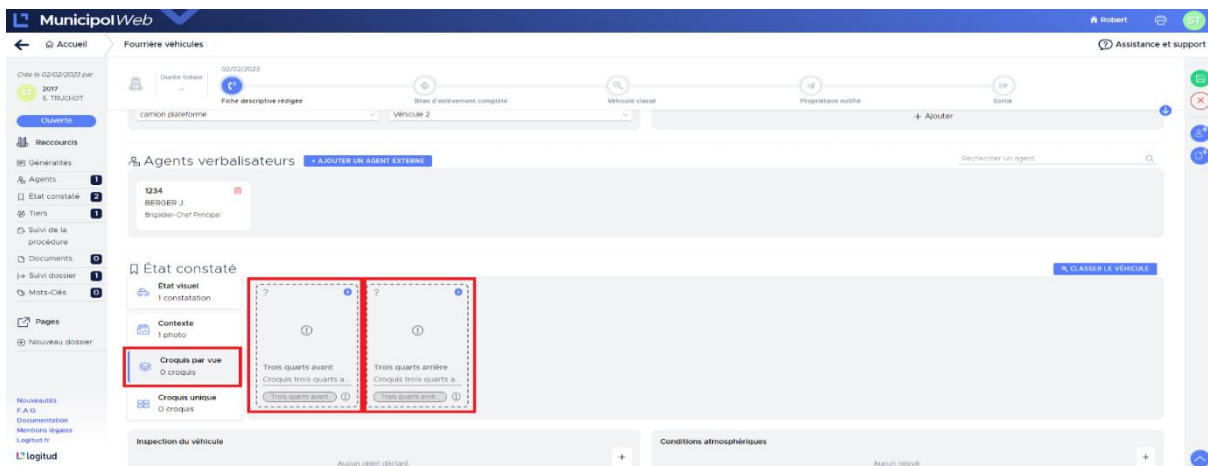 MunicipolWeb
Robert
ST
Accueil
Fourrière véhicules
Assistance et support
Crée le 02/02/2023 par
ST
2017
S. TRUCHOT
Ouverte
Raccourcis
Généralités
Agents 1
État constaté 2
Tiers 1
Suivi de la
procédure
Documents 0
Suivi dossier 1
Mots-Clés 0
Pages
Nouveau dossier
Nouveautés
F.A.Q.
Documentation
Mentions légales
Logitud.fr
logitud
Durée totale
--
02/02/2023
Fiche descriptive rédigée
Bilan d'enlèvement complété
Véhicule classé
Propriétaire notifié
Sortie
camion plateforme
Véhicule 2
+ Ajouter
Agents verbalisateurs
+ AJOUTER UN AGENT EXTERNE
Rechercher un agent
1234
BERGER J.
Brigadier-Chef Principal
État constaté
CLASSER LE VÉHICULE
État visuel
1 constatation
Contexte
1 photo
Croquis par vue
0 croquis
Croquis unique
0 croquis
?
Trois quarts avant
Croquis trois quarts a...
Trois quarts avant
?
Trois quarts arrière
Croquis trois quarts a...
Trois quarts arriè...
Inspection du véhicule
+
Aucun objet déclaré
Conditions atmosphériques
+
Aucun relevé